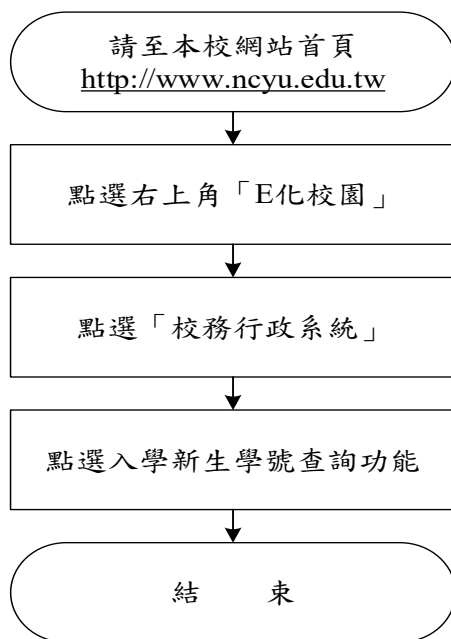 請至本校網站首頁
http://www.ncyu.edu.tw
點選右上角「E化校園」
點選「校務行政系統」
點選入學新生學號查詢功能
結 束